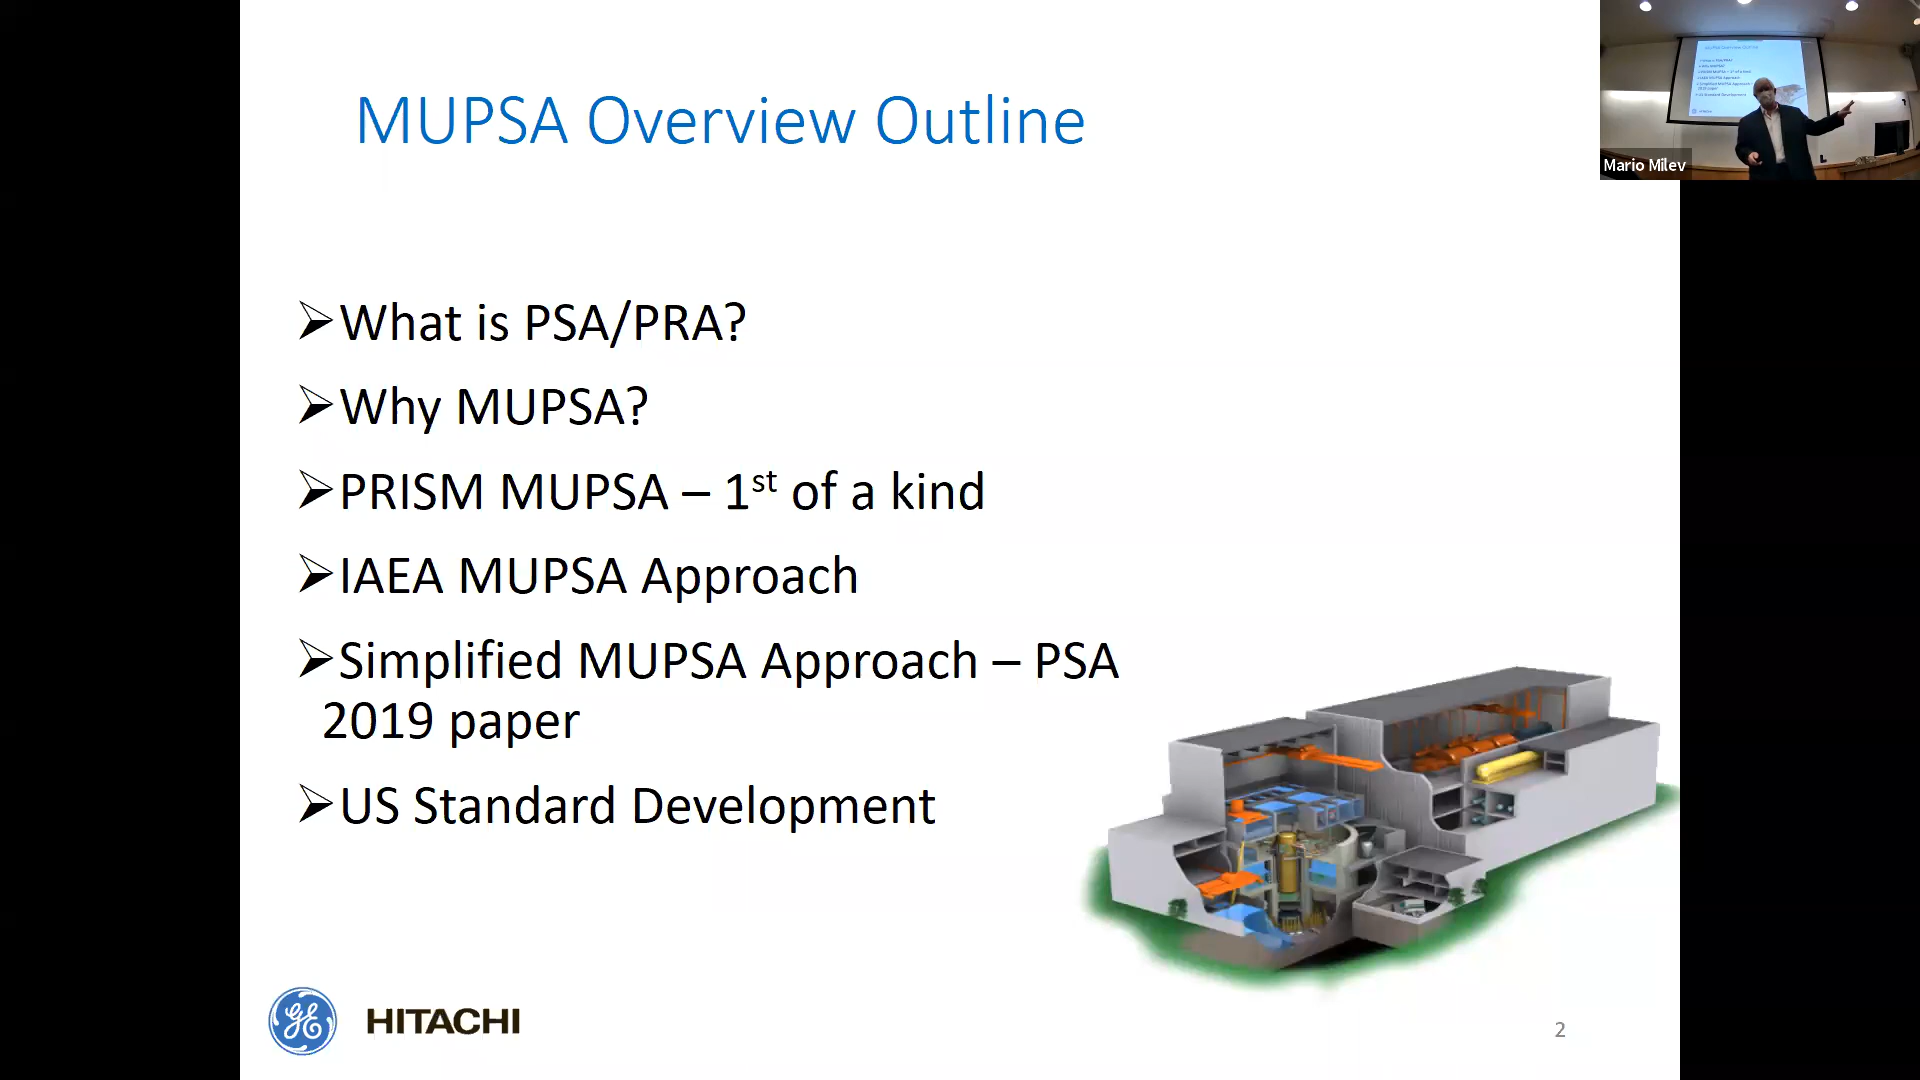 MUPSA Overview Outline
➢What is PSA/PRA?
➢Why MUPSA?
➢PRISM MUPSA – 1st of a kind
➢IAEA MUPSA Approach
➢Simplified MUPSA Approach – PSA
2019 paper
➢US Standard Development
GE HITACHI
2
Mario Milev